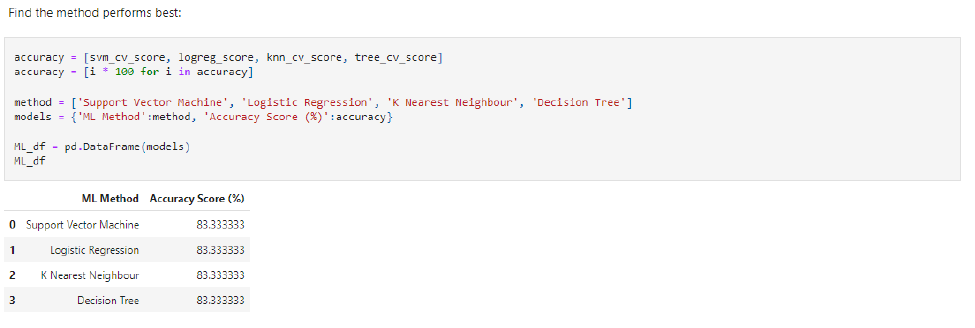 Find the method performs best:
accuracy = [svm_cv_score, logreg_score, knn_cv_score, tree_cv_score]
accuracy = [i * 100 for i in accuracy]
method = ['Support Vector Machine', 'Logistic Regression', 'K Nearest Neighbour', 'Decision Tree']
models = {'ML Method':method, 'Accuracy Score (%)':accuracy}
ML_df = pd.DataFrame(models)
ML_df
ML Method Accuracy Score (%)
0 Support Vector Machine 83.333333
1 Logistic Regression 83.333333
2 K Nearest Neighbour 83.333333
3 Decision Tree 83.333333